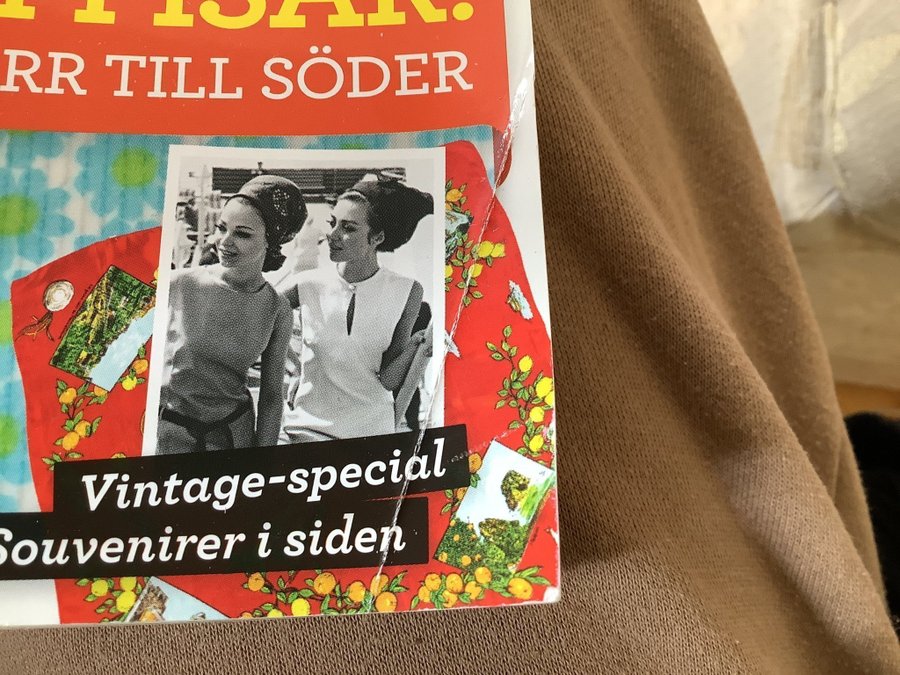 RR TILL SÖDER
Vintage-special
Souvenirer i siden